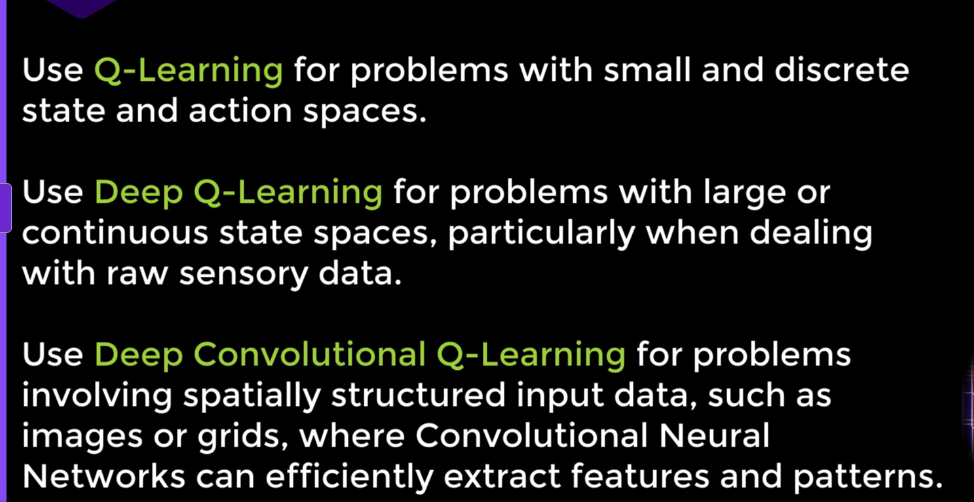 Use Q-Learning for problems with small and discrete
state and action spaces.
Use Deep Q-Learning for problems with large or
continuous state spaces, particularly when dealing
with raw sensory data.
Use Deep Convolutional Q-Learning for problems
involving spatially structured input data, such as
images or grids, where Convolutional Neural
Networks can efficiently extract features and patterns.